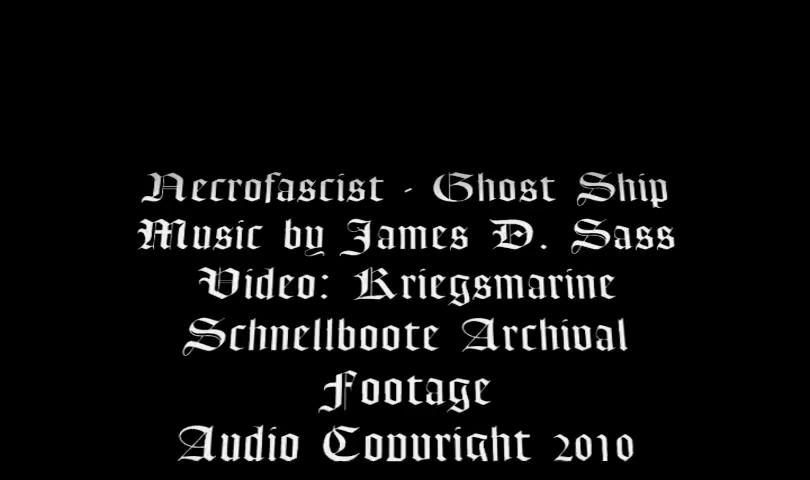 Necrofascist - Ghost Ship
Music by James D. Sass
Video: Kriegsmarine
Schnellboote Archival
Footage
Audio Copyright 2010